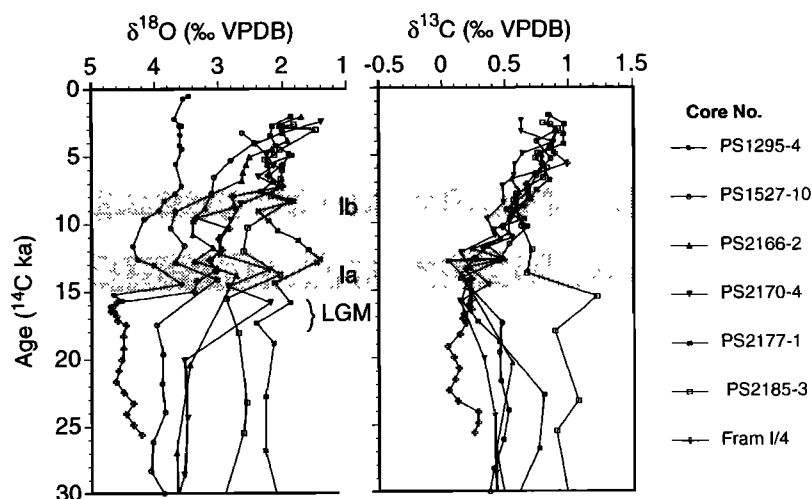 δ18O (‰ VPDB) δ13C (‰ VPDB)
5 4 3 2 1 -0.5 0 0.5 1 1.5
Core No.
PS1295-4
PS1527-10
PS2166-2
PS2170-4
PS2177-1
PS2185-3
Fram I/4
Age (14C ka)
0
5
10
15
20
25
30
Ib
Ia
LGM